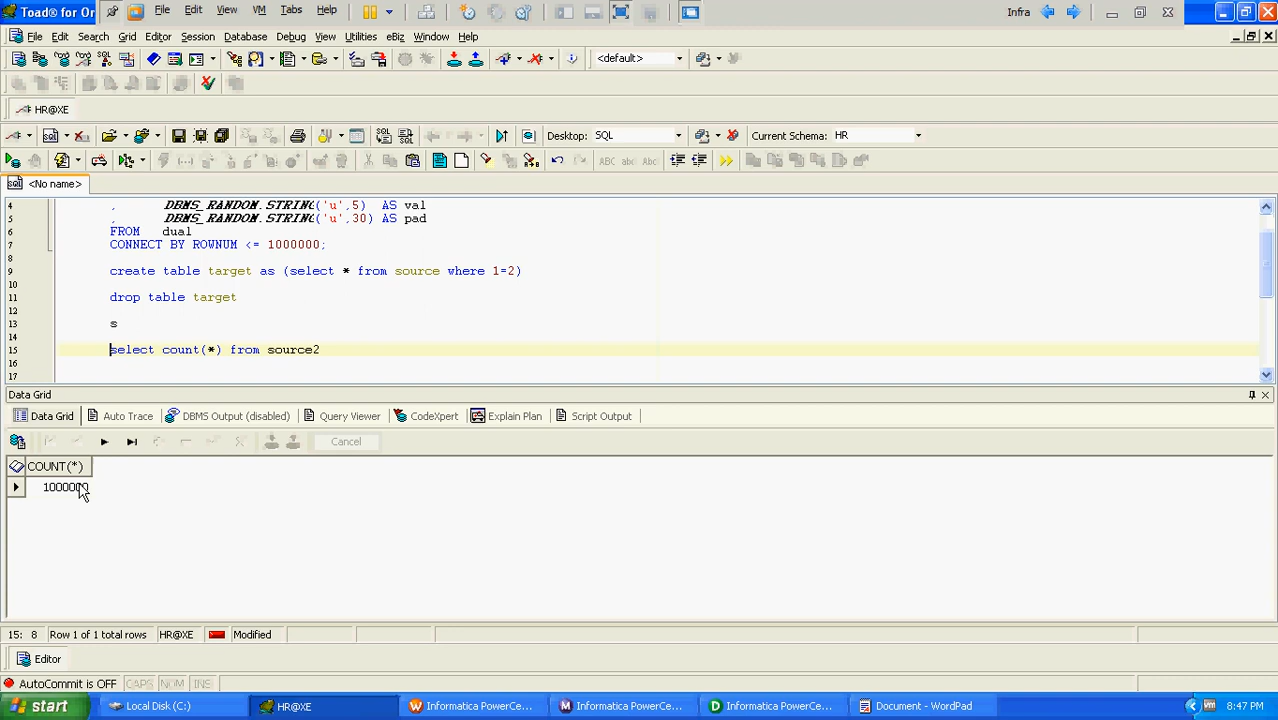 Toad® for Or
File Edit View VM Tabs Help
Infra
File Edit Search Grid Editor Session Database Debug View Utilities eBiz Window Help
<default>
HR@XE
Desktop: SQL Current Schema: HR
SQL <No name>
4 , DBMS_RANDOM.STRING('u',5) AS val
5 , DBMS_RANDOM.STRING('u',30) AS pad
6 FROM dual
7 CONNECT BY ROWNUM <= 1000000;
8
9 create table target as (select * from source where 1=2)
10
11 drop table target
12
13 s
14
15 select count(*) from source2
16
17
Data Grid
Data Grid Auto Trace DBMS Output (disabled) Query Viewer CodeXpert Explain Plan Script Output
Cancel
COUNT(*)
1000000
15: 8 Row 1 of 1 total rows HR@XE Modified
Editor
AutoCommit is OFF CAPS NUM INS
start Local Disk (C:) HR@XE Informatica PowerCe... Informatica PowerCe... Informatica PowerCe... Document - WordPad 8:47 PM